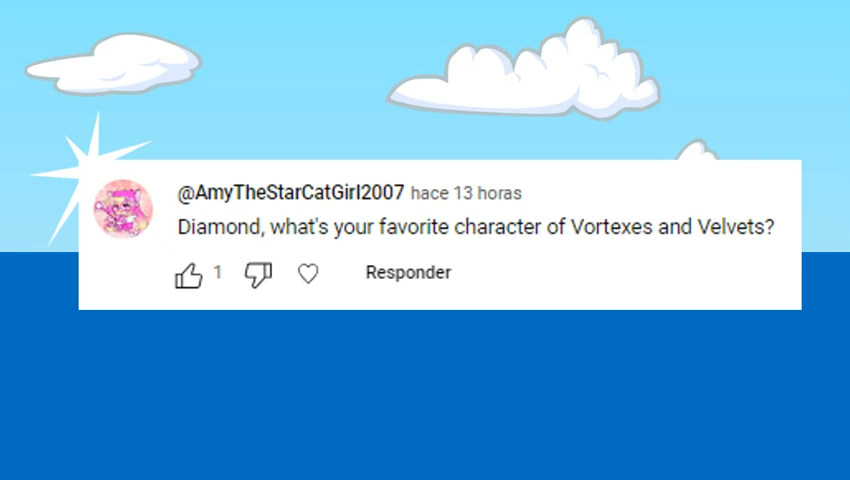 @AmyTheStarCatGirl2007 hace 13 horas
Diamond, what's your favorite character of Vortexes and Velvets?
1 Responder